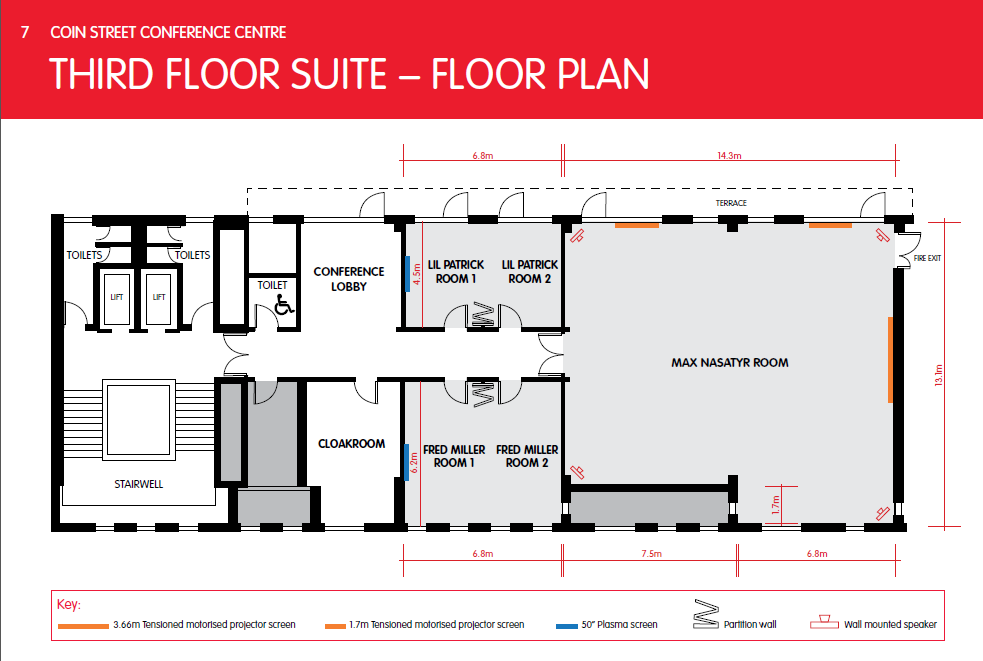 7 COIN STREET CONFERENCE CENTRE
THIRD FLOOR SUITE – FLOOR PLAN
6.8m
14.3m
TERRACE
TOILETS
TOILETS
LIFT
LIFT
TOILET
CONFERENCE
LOBBY
4.5m
LIL PATRICK
ROOM 1
LIL PATRICK
ROOM 2
FIRE EXIT
MAX NASATYR ROOM
13.1m
CLOAKROOM
6.2m
FRED MILLER
ROOM 1
FRED MILLER
ROOM 2
STAIRWELL
1.7m
6.8m
7.5m
6.8m
Key:
3.66m Tensioned motorised projector screen
1.7m Tensioned motorised projector screen
50" Plasma screen
Partition wall
Wall mounted speaker